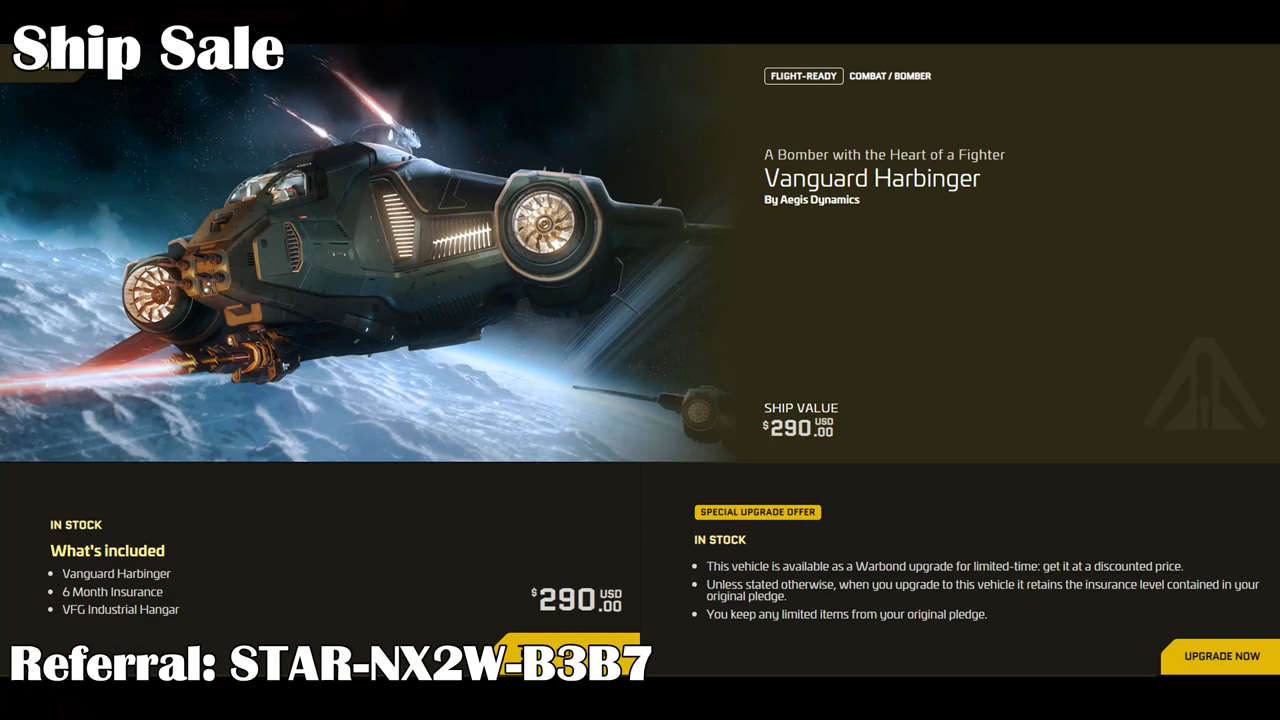 Ship Sale
FLIGHT-READY COMBAT / BOMBER
A Bomber with the Heart of a Fighter
Vanguard Harbinger
By Aegis Dynamics
SHIP VALUE
$290.00 USD
IN STOCK
What's included
• Vanguard Harbinger
• 6 Month Insurance
• VFG Industrial Hangar
$290.00 USD
SPECIAL UPGRADE OFFER
IN STOCK
• This vehicle is available as a Warbond upgrade for limited-time: get it at a discounted price.
• Unless stated otherwise, when you upgrade to this vehicle it retains the insurance level contained in your
original pledge.
• You keep any limited items from your original pledge.
UPGRADE NOW
Referral: STAR-NX2W-B3B7